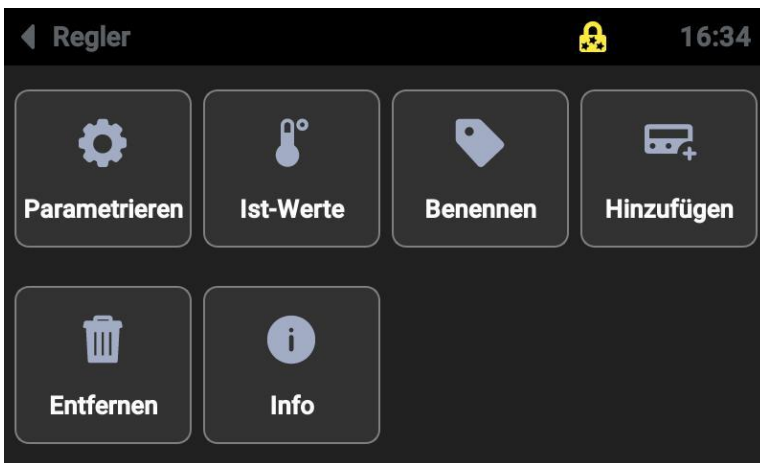 Regler
16:34
Parametrieren
Ist-Werte
Benennen
Hinzufügen
Entfernen
Info